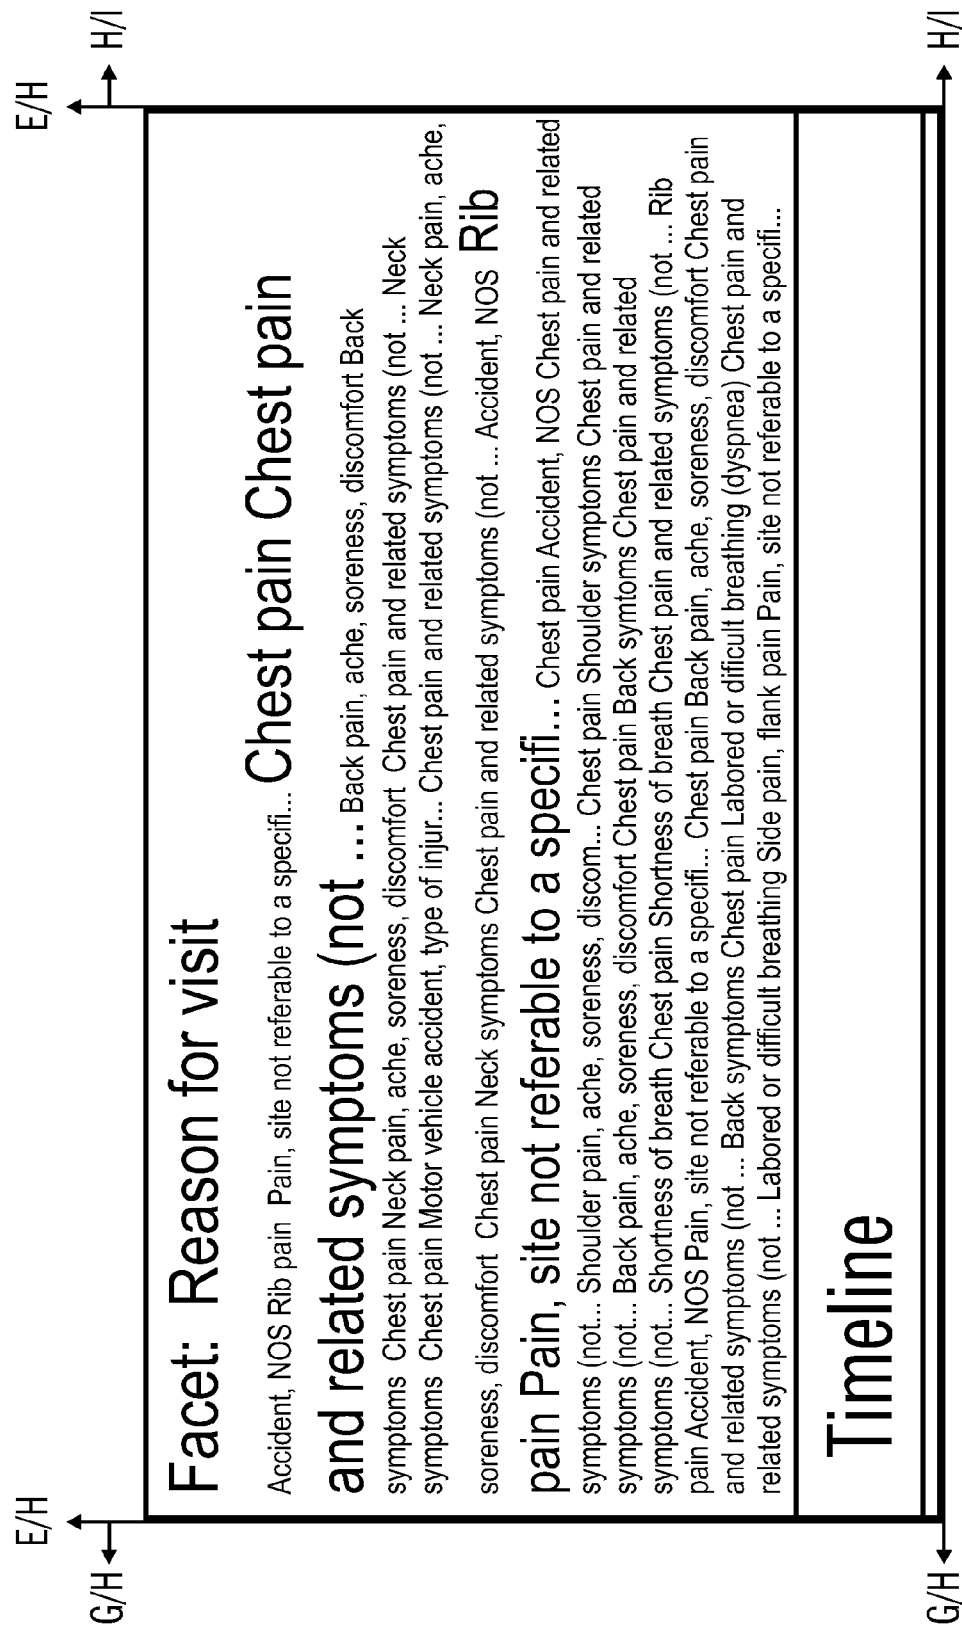 E/H E/H
G/H H/I
Facet: Reason for visit
Accident, NOS Rib pain Pain, site not referable to a specifi... Chest pain Chest pain
and related symptoms (not ... Back pain, ache, soreness, discomfort Back
symptoms Chest pain Neck pain, ache, soreness, discomfort Chest pain and related symptoms (not ... Neck
symptoms Chest pain Motor vehicle accident, type of injur... Chest pain and related symptoms (not ... Neck pain, ache,
soreness, discomfort Chest pain Neck symptoms Chest pain and related symptoms (not ... Accident, NOS Rib
pain Pain, site not referable to a specifi... Chest pain Accident, NOS Chest pain and related
symptoms (not... Shoulder pain, ache, soreness, discom... Chest pain Shoulder symptoms Chest pain and related
symptoms (not... Back pain, ache, soreness, discomfort Chest pain Back symtoms Chest pain and related
symptoms (not... Shortness of breath Chest pain Shortness of breath Chest pain and related symptoms (not ... Rib
pain Accident, NOS Pain, site not referable to a specifi... Chest pain Back pain, ache, soreness, discomfort Chest pain
and related symptoms (not ... Back symptoms Chest pain Labored or dificult breathing (dyspnea) Chest pain and
related symptoms (not ... Labored or difficult breathing Side pain, flank pain Pain, site not referable to a specifi...
Timeline
G/H H/I